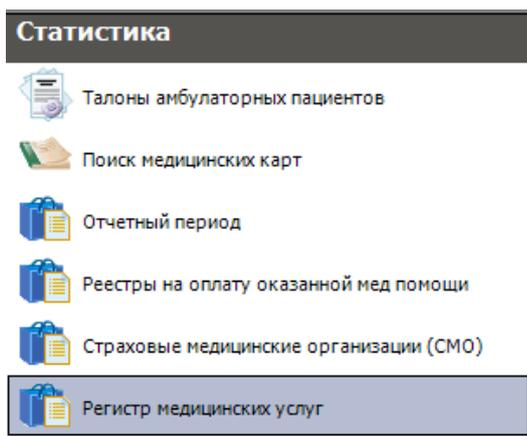 Статистика
Талоны амбулаторных пациентов
Поиск медицинских карт
Отчетный период
Реестры на оплату оказанной мед помощи
Страховые медицинские организации (СМО)
Регистр медицинских услуг